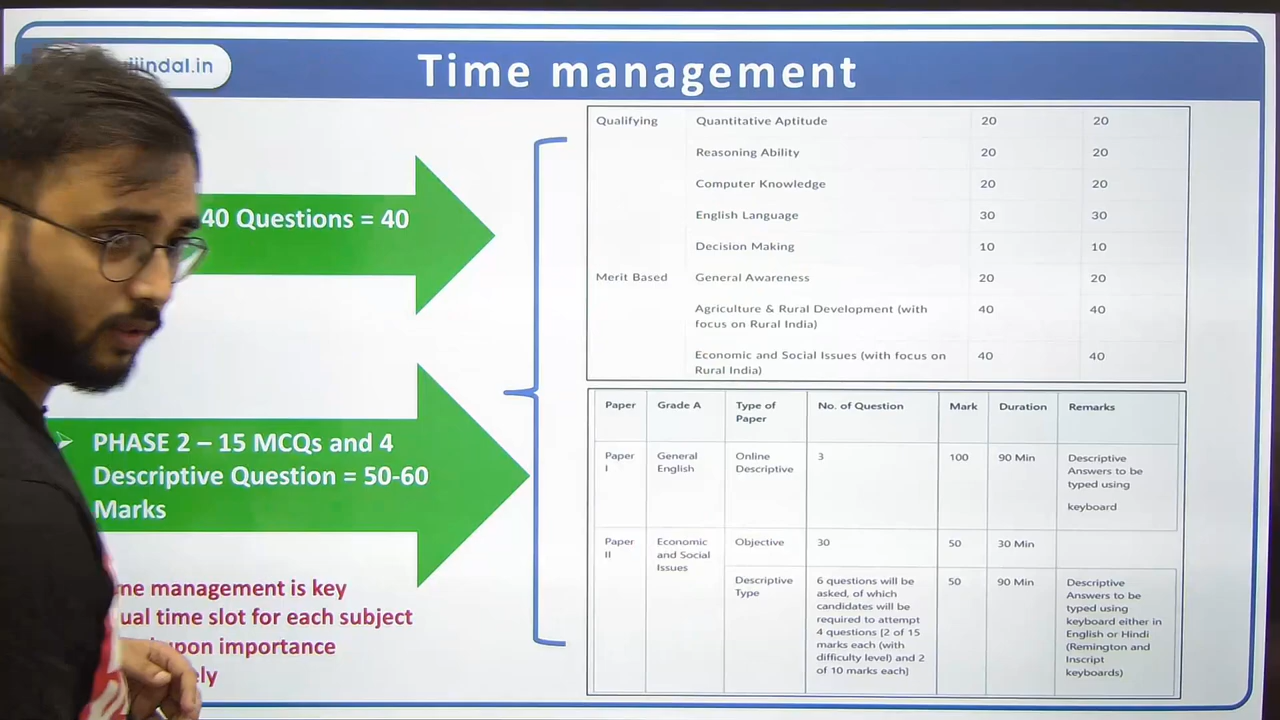 jindal.in
Time management
40 Questions = 40
PHASE 2 – 15 MCQs and 4
Descriptive Question = 50-60
Marks
management is key
time slot for each subject
upon importance
Qualifying Quantitative Aptitude 20 20
Reasoning Ability 20 20
Computer Knowledge 20 20
English Language 30 30
Decision Making 10 10
Merit Based General Awareness 20 20
Agriculture & Rural Development (with 40 40
focus on Rural India)
Economic and Social Issues (with focus on 40 40
Rural India)
Paper Grade A Type of No. of Question Mark Duration Remarks
Paper
Paper General Online 3 100 90 Min Descriptive
I English Descriptive Answers to be
typed using
keyboard
Paper Economic Objective 30 50 30 Min
II and Social
Issues
Descriptive 6 questions will be 50 90 Min Descriptive
Type asked, of which Answers to be
candidates will be typed using
required to attempt keyboard either in
4 questions [2 of 15 English or Hindi
marks each (with (Remington and
difficulty level) and 2 Inscript
of 10 marks each] keyboards)